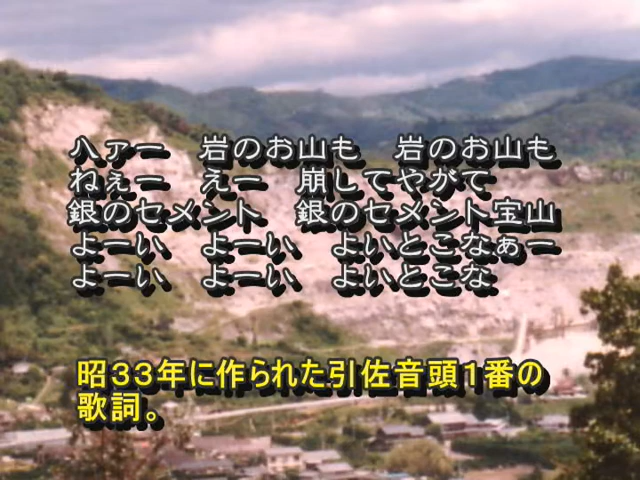 ハァー　岩のお山も　岩のお山も
ねぇー　えー　崩してやがて
銀のセメント　銀のセメント宝山
よーい　よーい　よいとこなぁー
よーい　よーい　よいとこな
昭３３年に作られた引佐音頭１番の
歌詞。